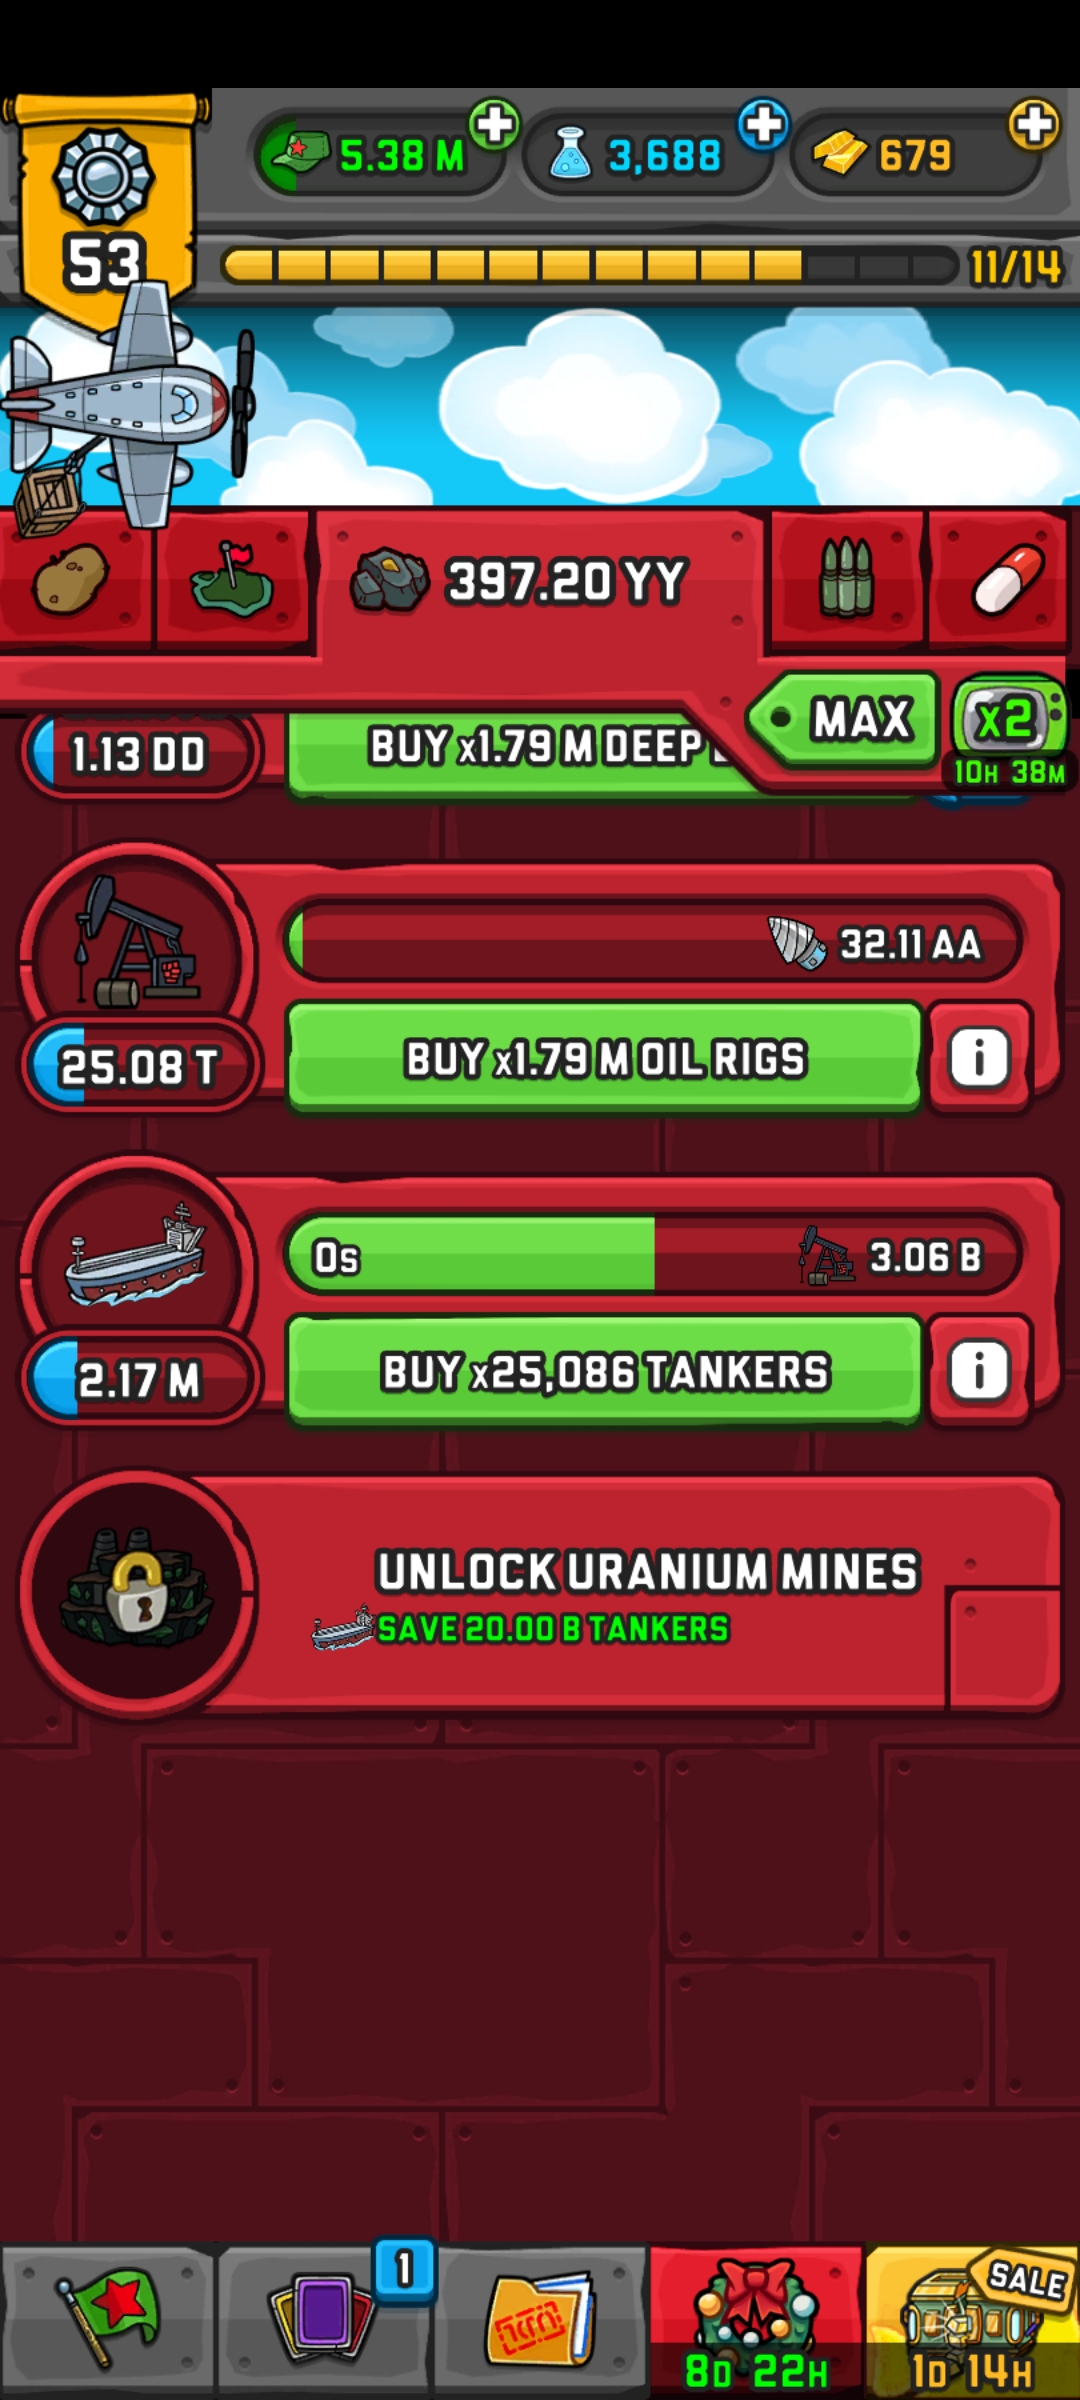 5.38 M
3,688
679
53
11/14
397.20 YY
MAX
x2
10H 38M
1.13 DD
BUY x1.79 M DEEP
32.11 AA
25.08 T
BUY x1.79 M OIL RIGS
i
0s
3.06 B
2.17 M
BUY x25,086 TANKERS
i
UNLOCK URANIUM MINES
SAVE 20.00 B TANKERS
1
SALE
8D 22H
1D 14H